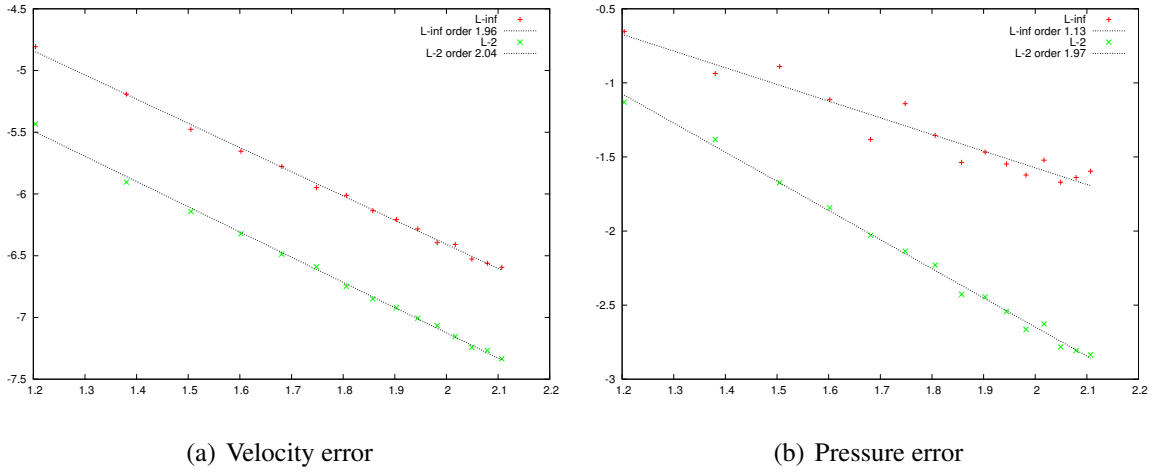 -4.5
-5
-5.5
-6
-6.5
-7
-7.5
1.2 1.3 1.4 1.5 1.6 1.7 1.8 1.9 2 2.1 2.2
L-inf
L-inf order 1.96
L-2
L-2 order 2.04
(a) Velocity error
-0.5
-1
-1.5
-2
-2.5
-3
1.2 1.3 1.4 1.5 1.6 1.7 1.8 1.9 2 2.1 2.2
L-inf
L-inf order 1.13
L-2
L-2 order 1.97
(b) Pressure error